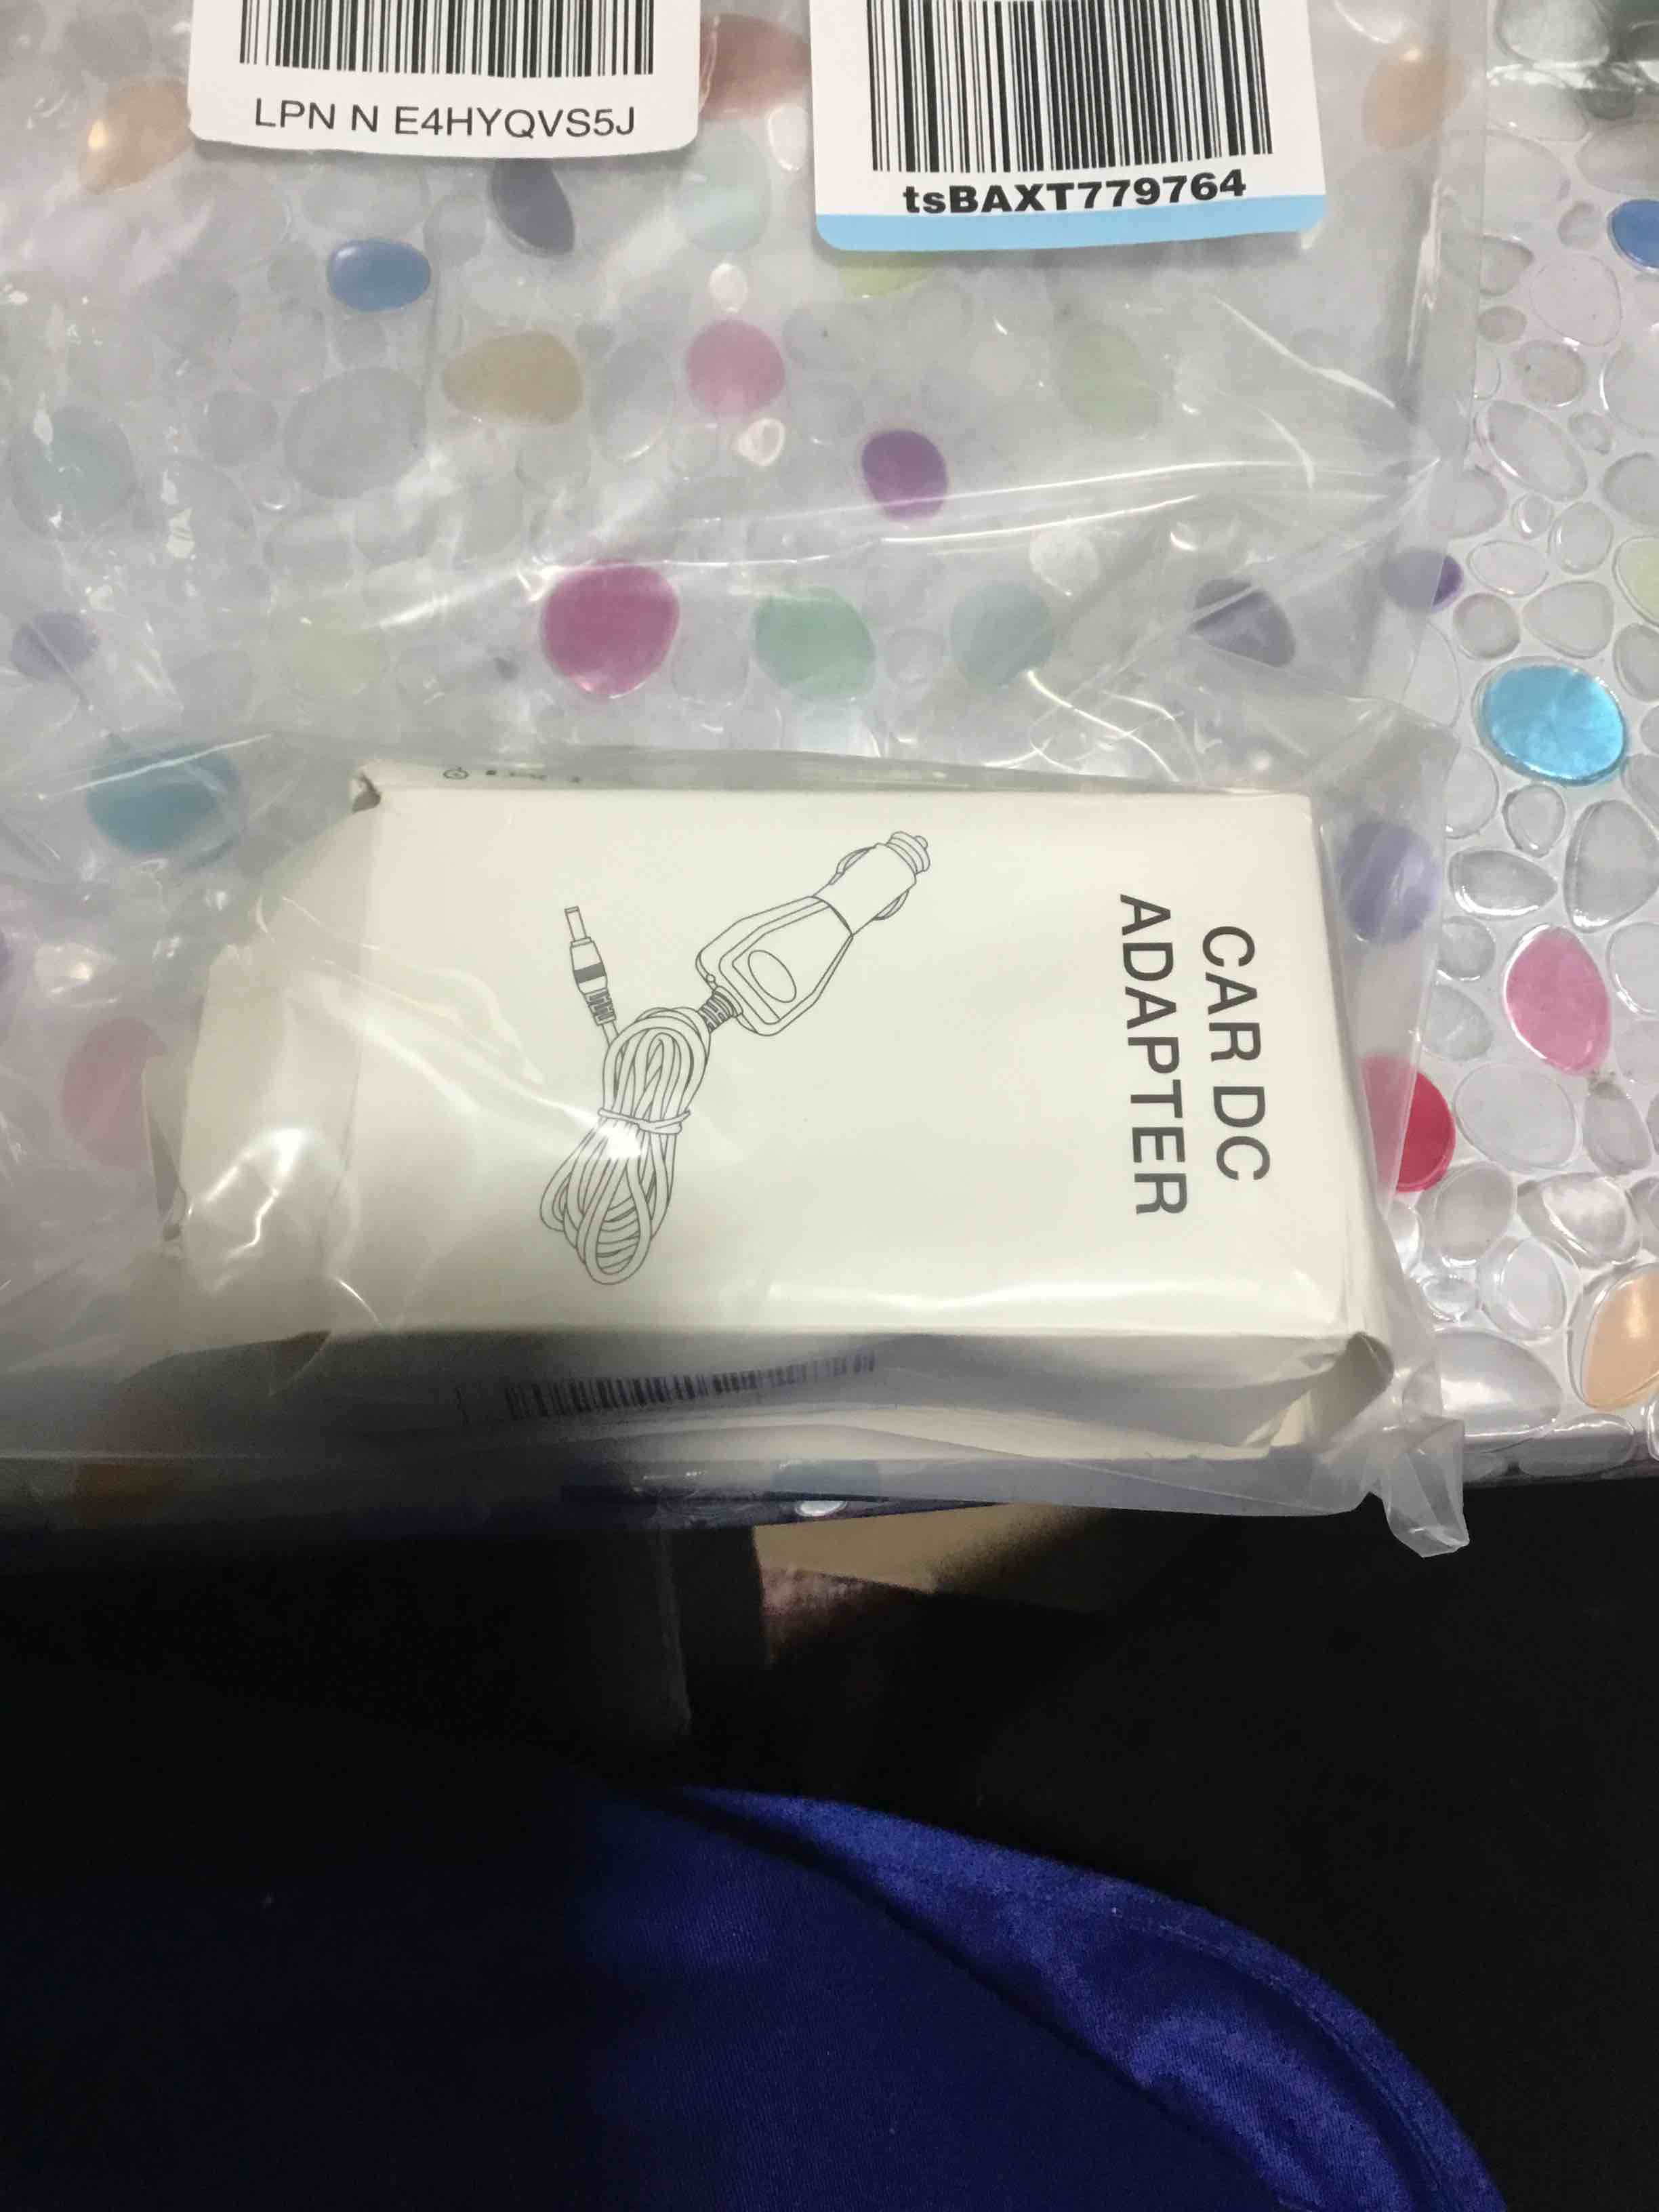 LPN N E4HYQVS5J
tsBAXT779764
CAR DC
ADAPTER